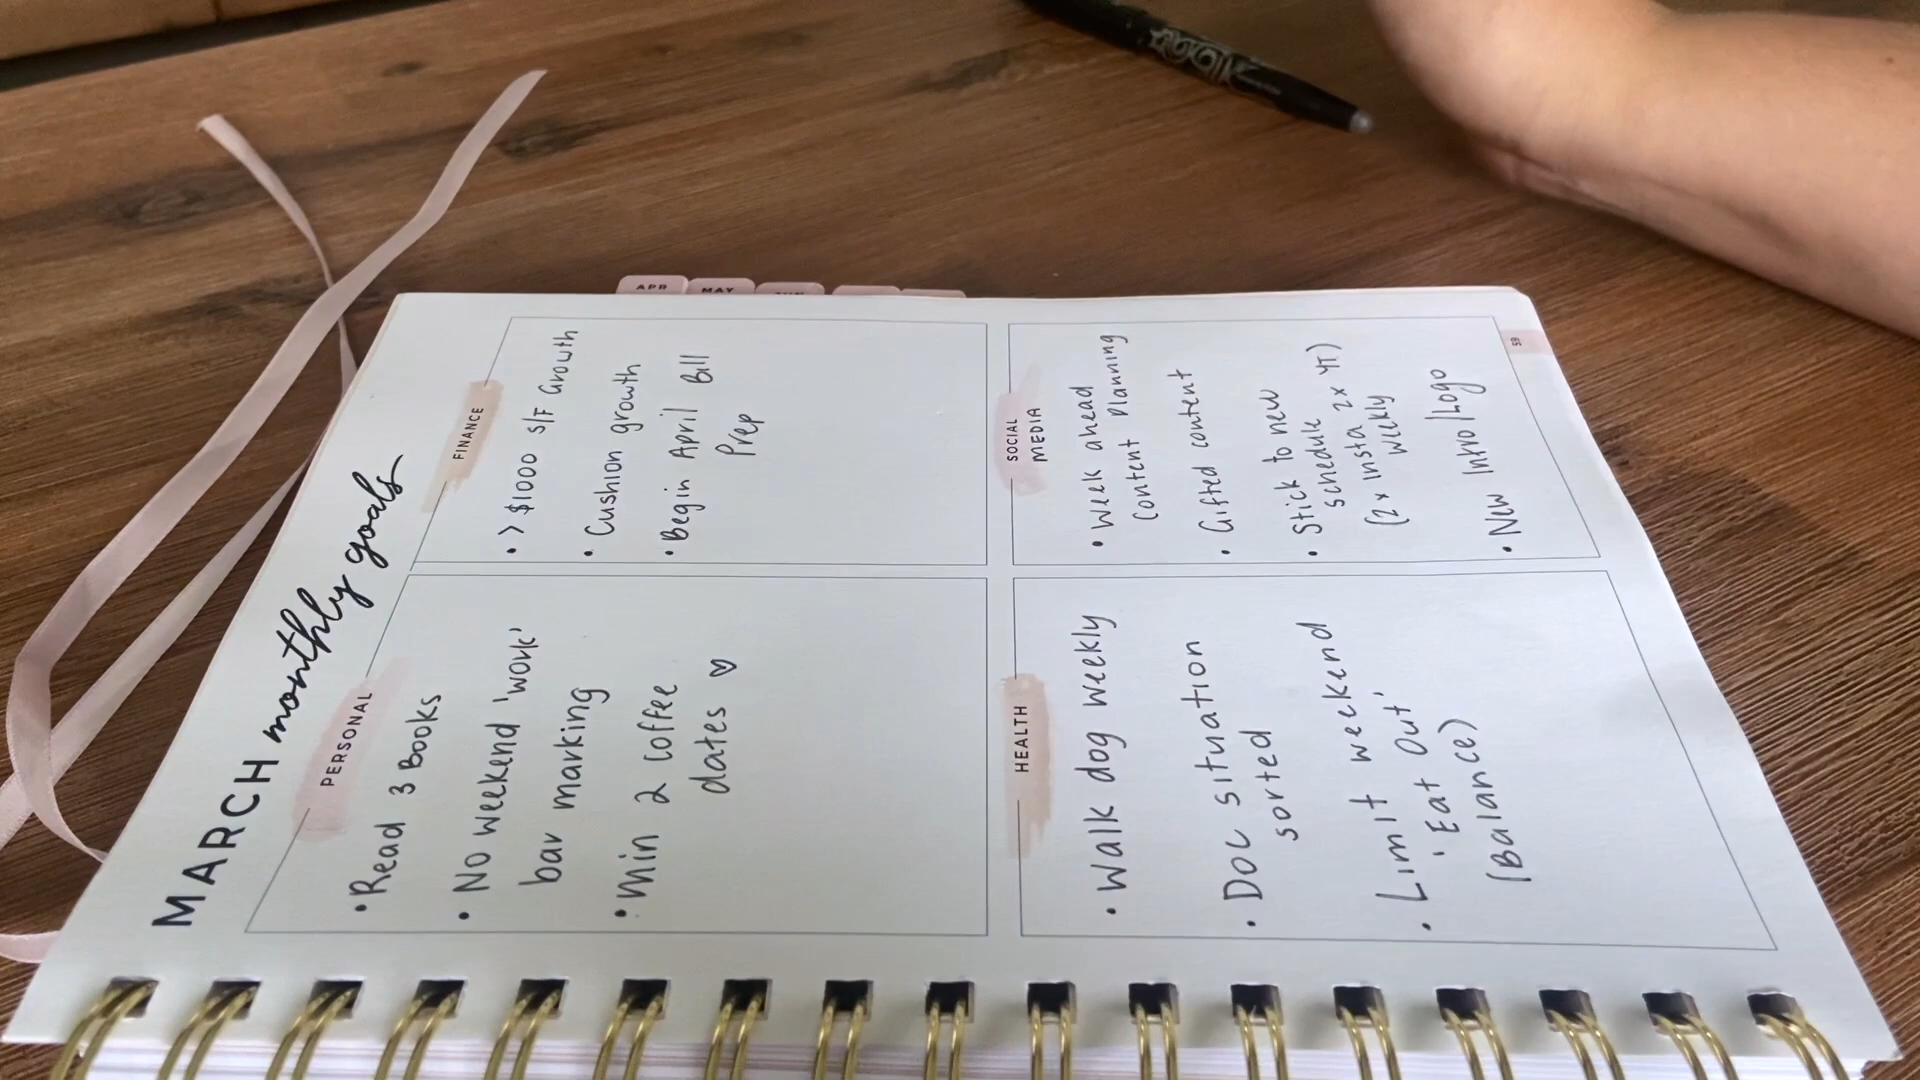 MARCH monthly goals
PERSONAL
• Read 3 Books
• No weekend 'work'
bar marking
• Min 2 coffee
dates ♡
FINANCE
• > $1000 S/F Growth
• Cushion growth
• Begin April Bill
Prep
HEALTH
• Walk dog weekly
• Doc situation
sorted
• Limit weekend
'Eat Out'
(Balance)
SOCIAL
MEDIA
• Week ahead
Content Planning
• Gifted content
• Stick to new
schedule
(2x Insta 2x YT)
weekly
• New Intro/Logo
APR
MAY
JUN